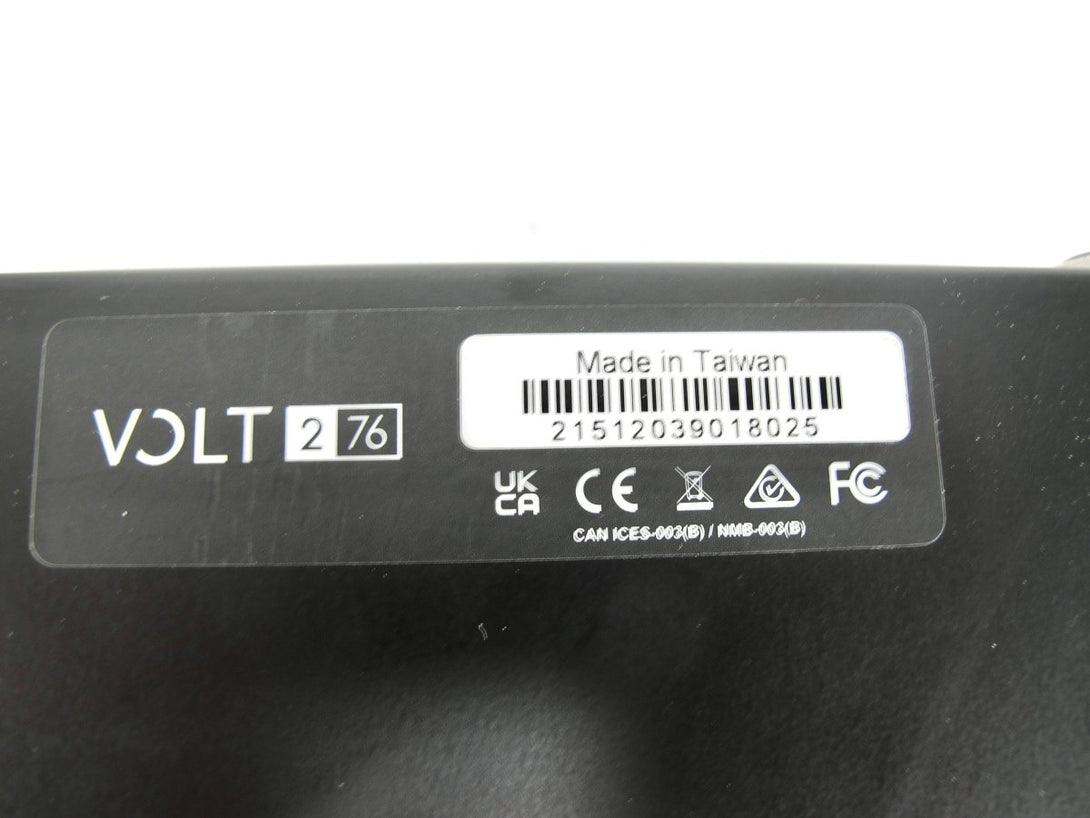 VOLT 2 76
Made in Taiwan
21512039018025
UK
CA
CE
FC
CAN ICES-003(B) / NMB-003(B)